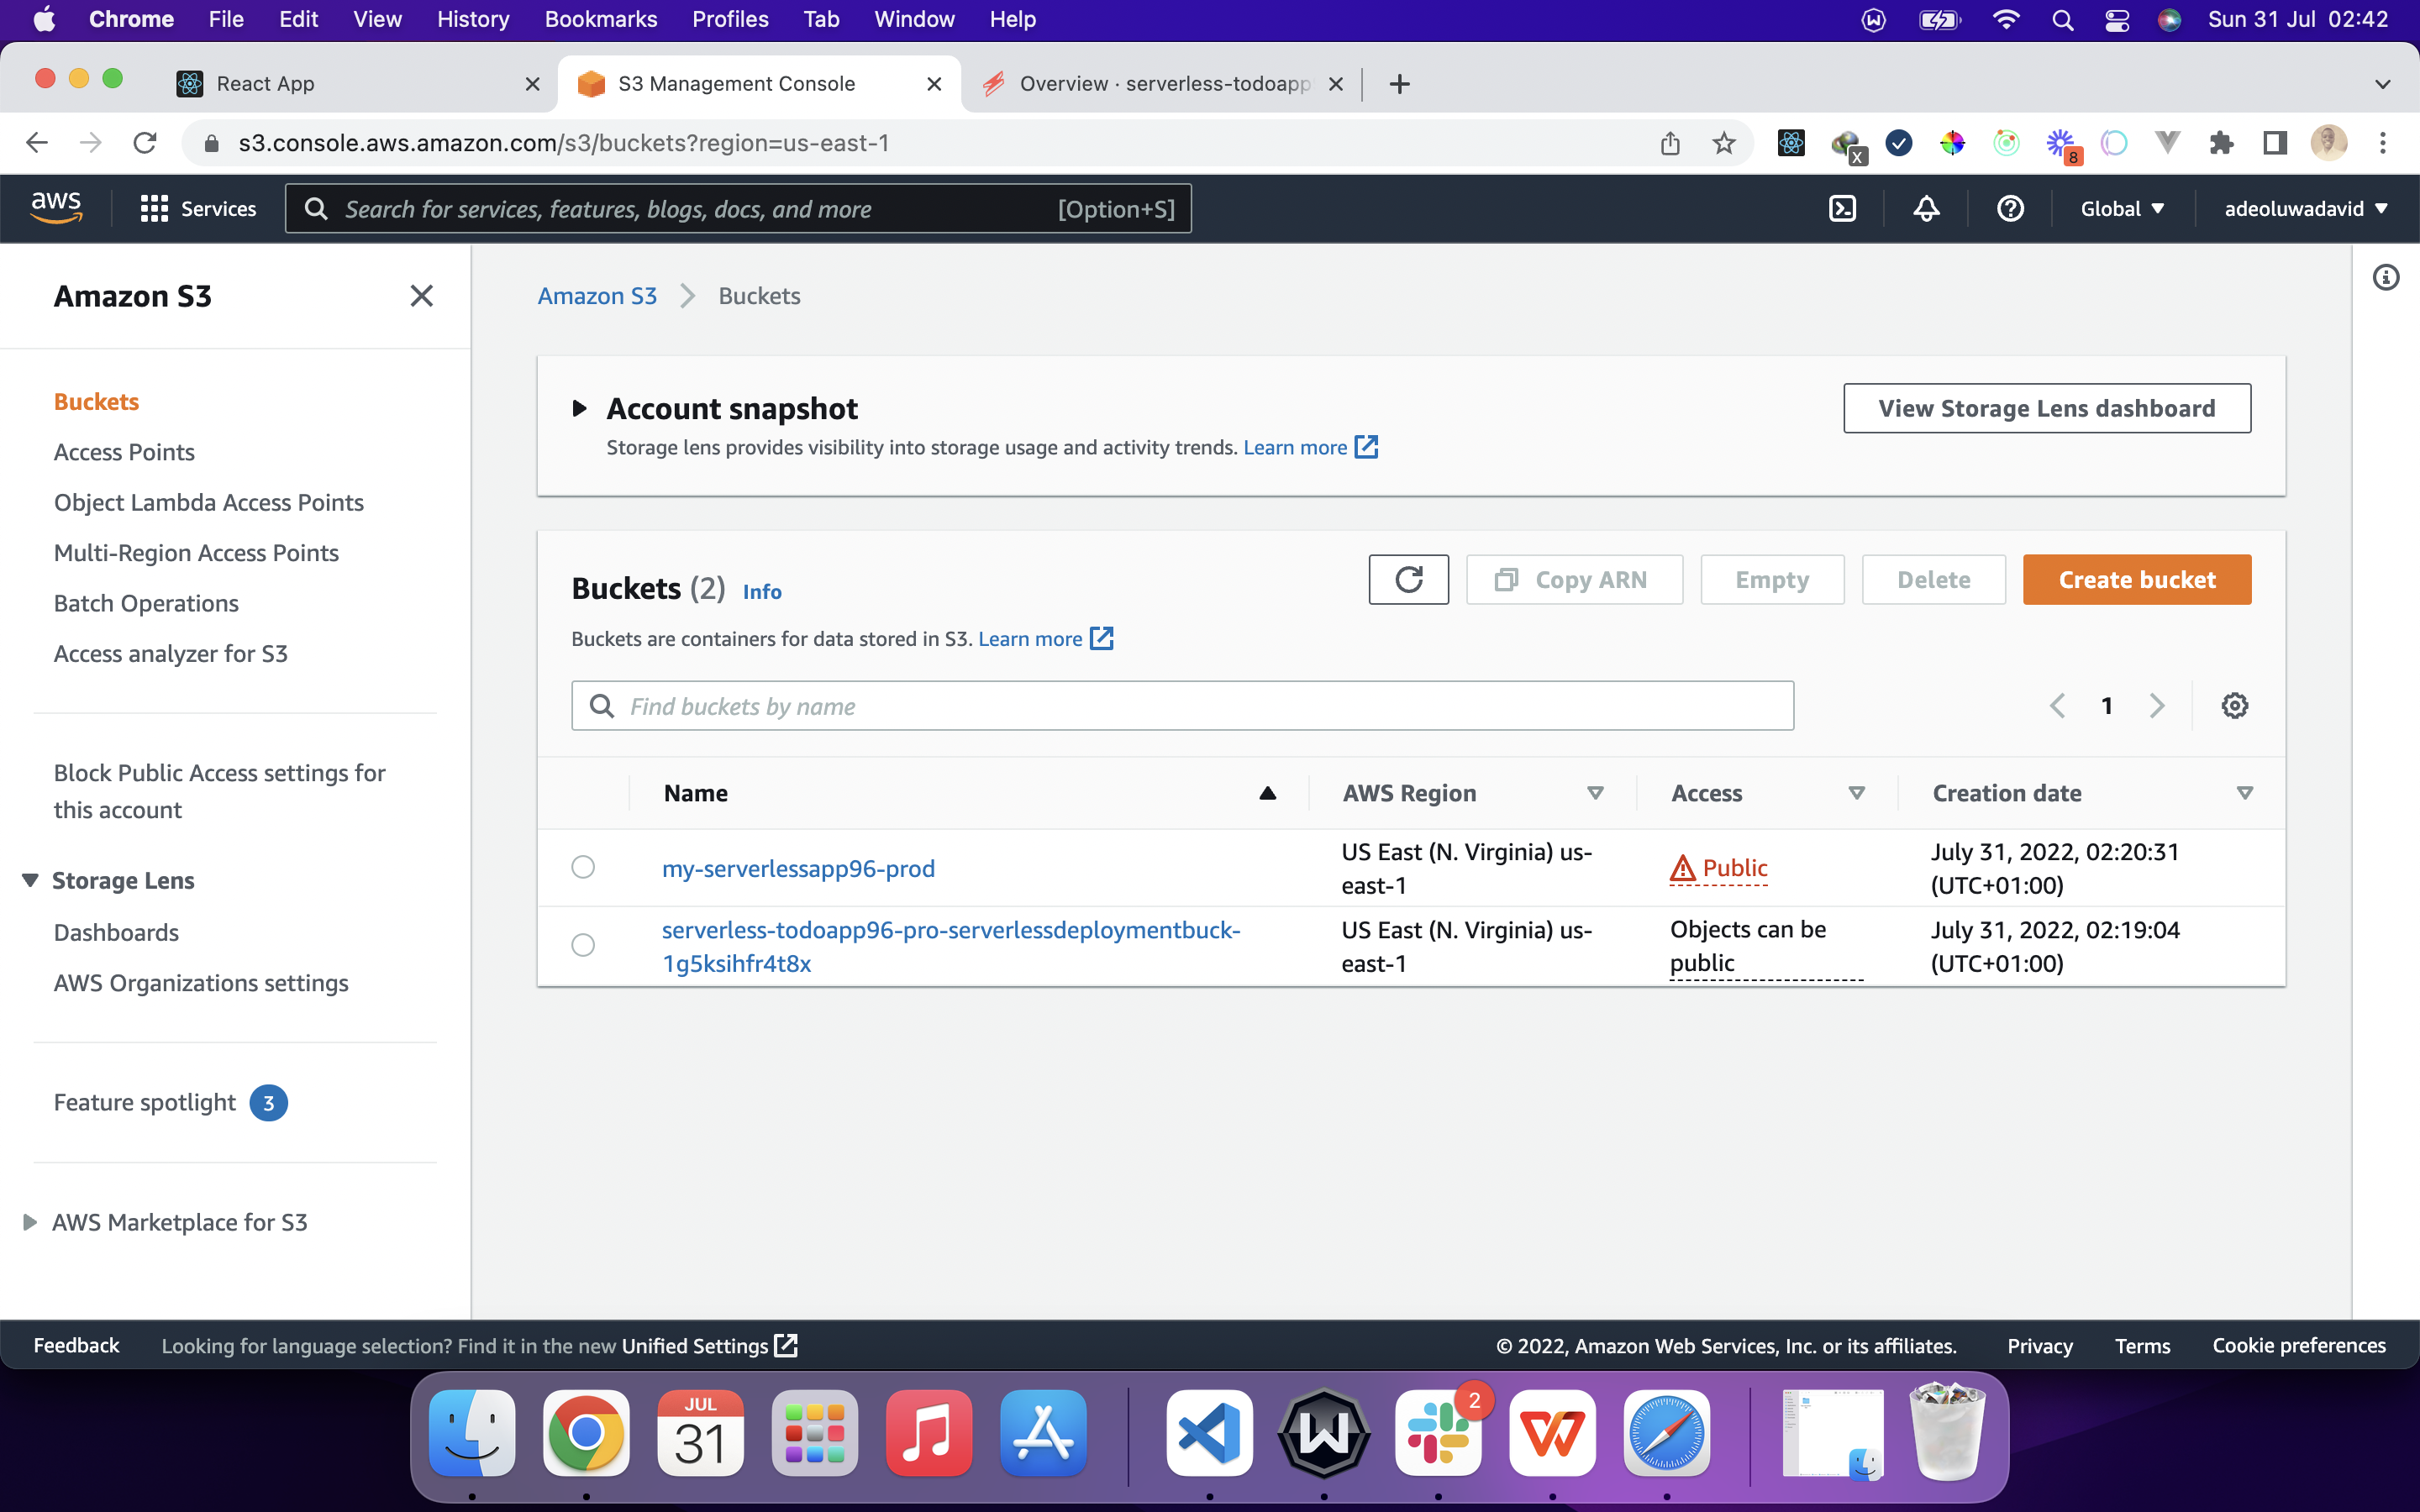 Chrome File Edit View History Bookmarks Profiles Tab Window Help Sun 31 Jul 02:42
React App S3 Management Console Overview · serverless-todoapp
s3.console.aws.amazon.com/s3/buckets?region=us-east-1
X 8
aws Services Search for services, features, blogs, docs, and more [Option+S] Global adeoluwadavid
Amazon S3
Buckets
Access Points
Object Lambda Access Points
Multi-Region Access Points
Batch Operations
Access analyzer for S3
Block Public Access settings for
this account
Storage Lens
Dashboards
AWS Organizations settings
Feature spotlight 3
AWS Marketplace for S3
Amazon S3 Buckets
Account snapshot
View Storage Lens dashboard
Storage lens provides visibility into storage usage and activity trends. Learn more
Buckets (2) Info
Copy ARN Empty Delete Create bucket
Buckets are containers for data stored in S3. Learn more
Find buckets by name
1
Name AWS Region Access Creation date
my-serverlessapp96-prod
US East (N. Virginia) us-
east-1
Public
July 31, 2022, 02:20:31
(UTC+01:00)
serverless-todoapp96-pro-serverlessdeploymentbuck-
1g5ksihfr4t8x
US East (N. Virginia) us-
east-1
Objects can be
public
July 31, 2022, 02:19:04
(UTC+01:00)
Feedback Looking for language selection? Find it in the new Unified Settings © 2022, Amazon Web Services, Inc. or its affiliates. Privacy Terms Cookie preferences
JUL
31
2